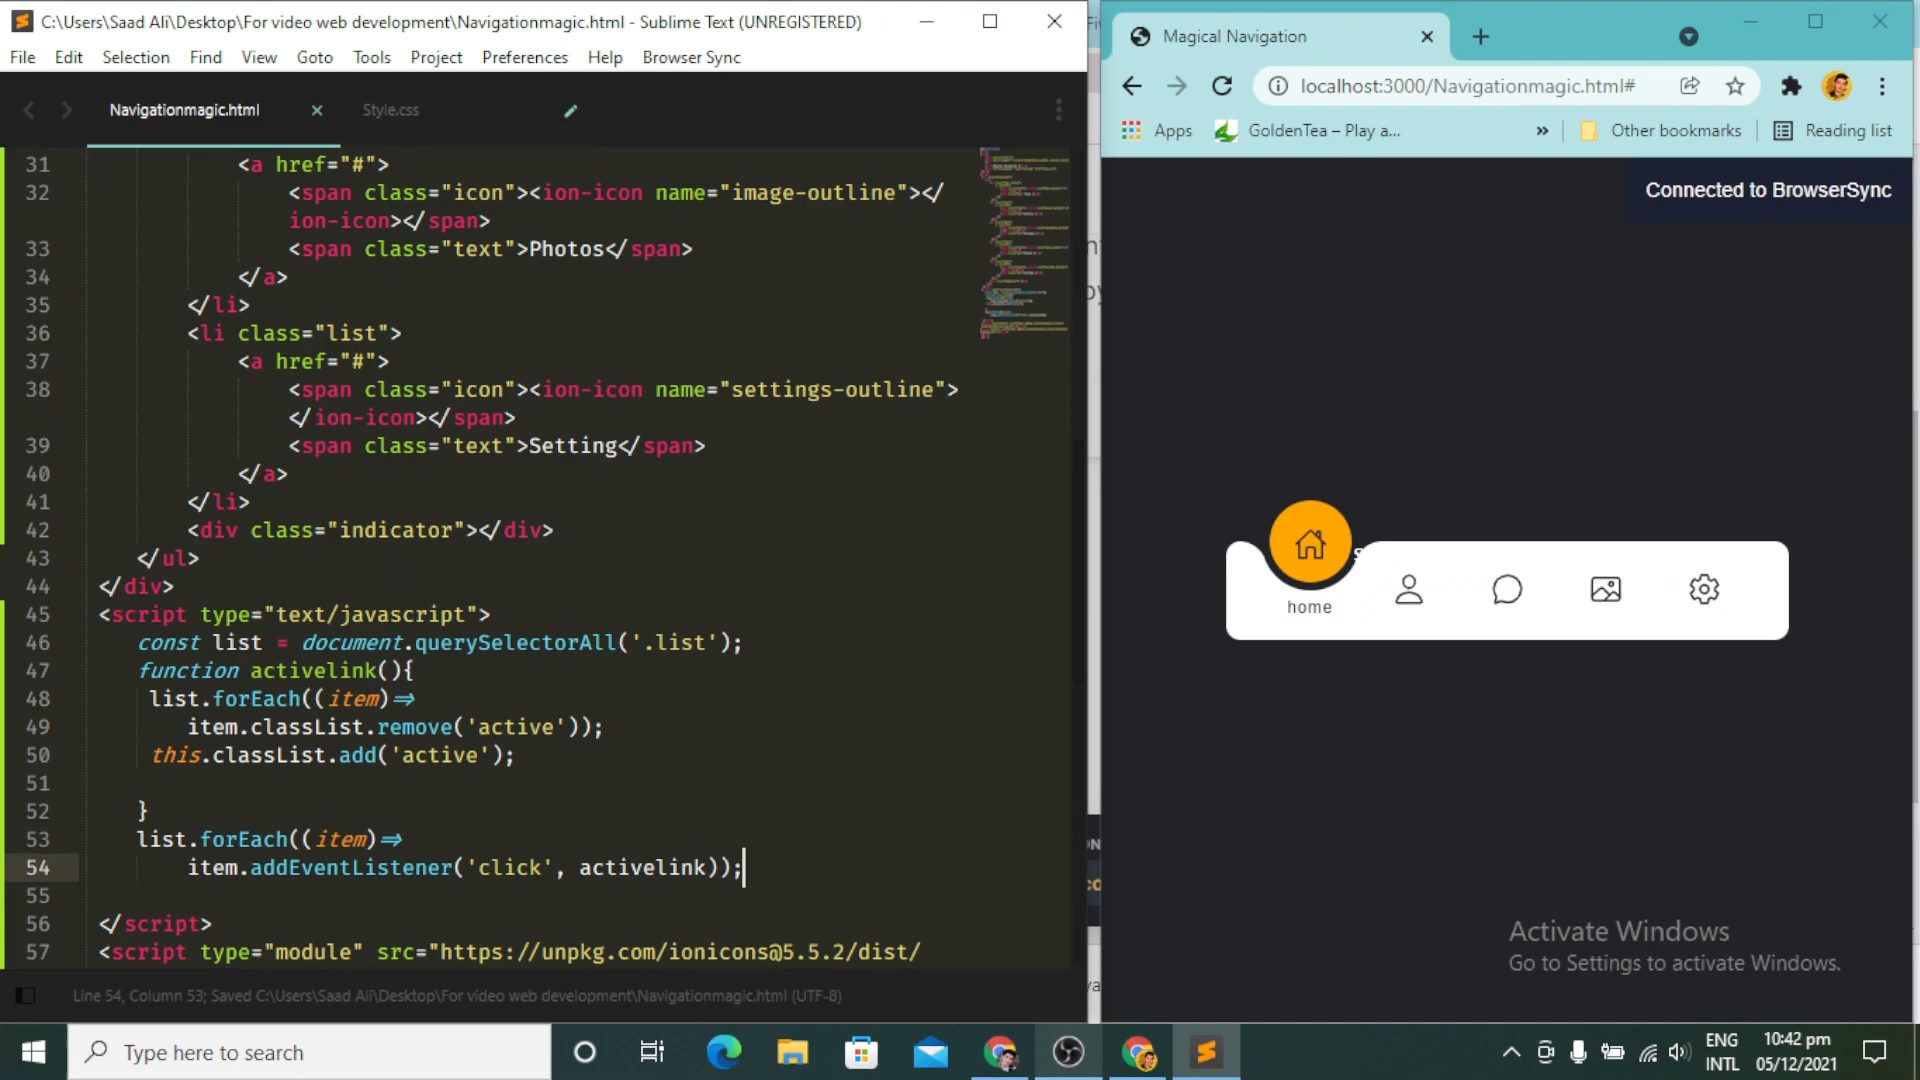 C:\Users\Saad Ali\Desktop\For video web development\Navigationmagic.html - Sublime Text (UNREGISTERED)
File Edit Selection Find View Goto Tools Project Preferences Help Browser Sync
Navigationmagic.html Style.css
31 <a href="#">
32 <span class="icon"><ion-icon name="image-outline"></
ion-icon></span>
33 <span class="text">Photos</span>
34 </a>
35 </li>
36 <li class="list">
37 <a href="#">
38 <span class="icon"><ion-icon name="settings-outline">
</ion-icon></span>
39 <span class="text">Setting</span>
40 </a>
41 </li>
42 <div class="indicator"></div>
43 </ul>
44 </div>
45 <script type="text/javascript">
46 const list = document.querySelectorAll('.list');
47 function activelink(){
48 list.forEach((item)=>
49 item.classList.remove('active'));
50 this.classList.add('active');
51
52 }
53 list.forEach((item)=>
54 item.addEventListener('click', activelink));
55
56 </script>
57 <script type="module" src="https://unpkg.com/ionicons@5.5.2/dist/
Line 54, Column 53; Saved C:\Users\Saad Ali\Desktop\For video web development\Navigationmagic.html (UTF-8)
Magical Navigation
localhost:3000/Navigationmagic.html#
Apps GoldenTea – Play a... » Other bookmarks Reading list
Connected to BrowserSync
home
Activate Windows
Go to Settings to activate Windows.
Type here to search
ENG
INTL
10:42 pm
05/12/2021